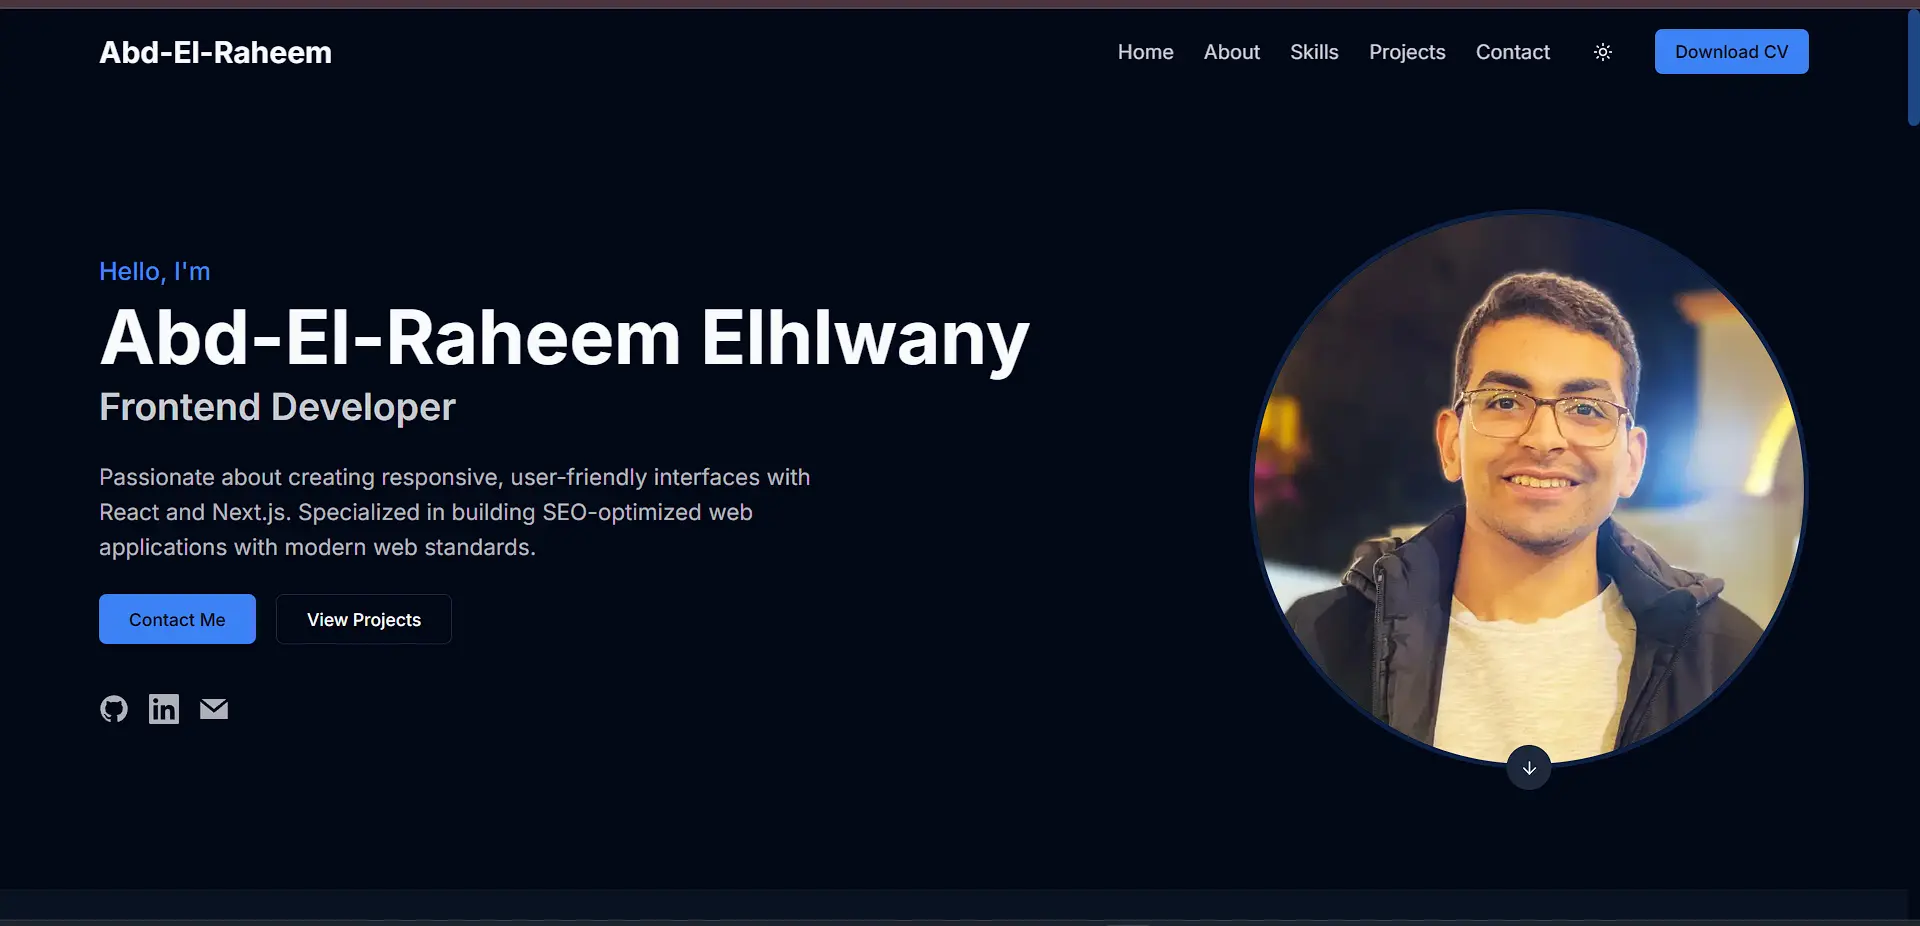 Abd-El-Raheem
Home
About
Skills
Projects
Contact
Download CV
Hello, I'm
Abd-El-Raheem Elhlwany
Frontend Developer
Passionate about creating responsive, user-friendly interfaces with
React and Next.js. Specialized in building SEO-optimized web
applications with modern web standards.
Contact Me
View Projects
in